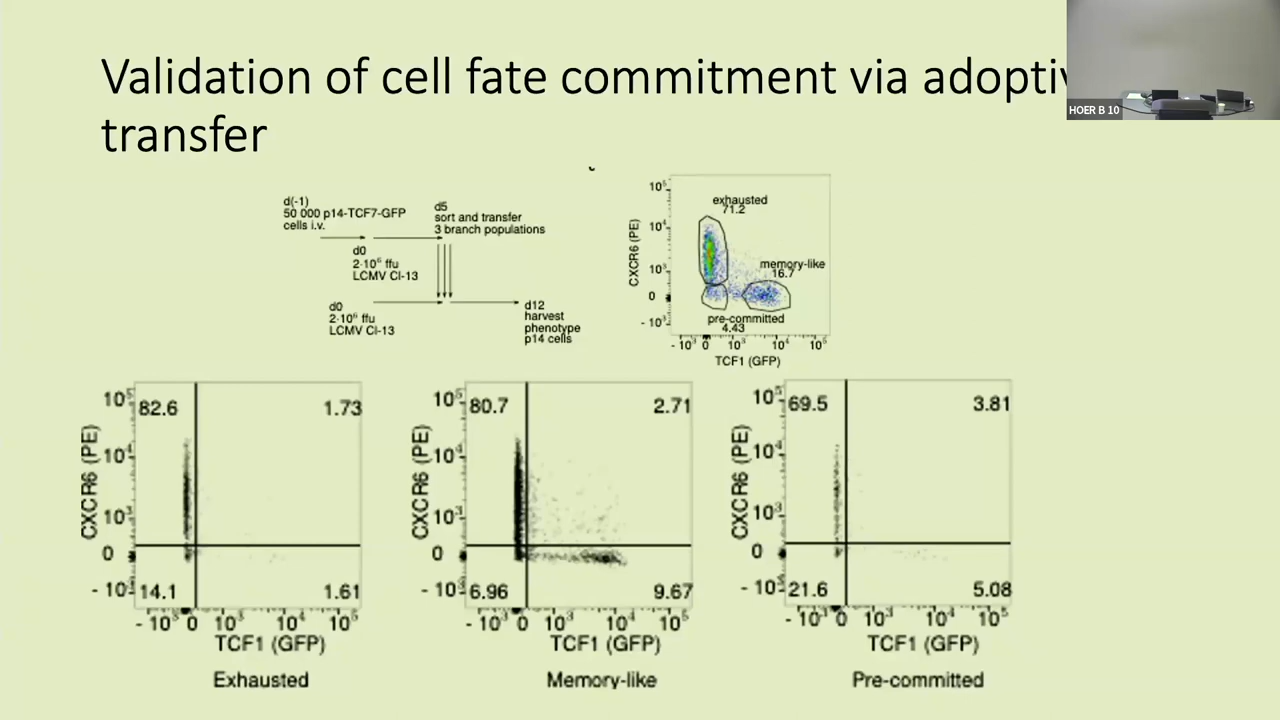 Validation of cell fate commitment via adoptiv
transfer
HOER B 10
d(-1)
50 000 p14-TCF7-GFP
cells i.v.
d5
sort and transfer
3 branch populations
d0
2·10⁶ ffu
LCMV Cl-13
d0
2·10⁶ ffu
LCMV Cl-13
d12
harvest
phenotype
p14 cells
CXCR6 (PE)
10⁵
10⁴
10³
0
- 10³
exhausted
71.2
memory-like
16.7
pre-committed
4.43
- 10³ 0 10³ 10⁴ 10⁵
TCF1 (GFP)
CXCR6 (PE)
10⁵
10⁴
10³
0
- 10³
82.6 1.73
14.1 1.61
- 10³ 0 10³ 10⁴ 10⁵
TCF1 (GFP)
Exhausted
CXCR6 (PE)
10⁵
10⁴
10³
0
- 10³
80.7 2.71
6.96 9.67
- 10³ 0 10³ 10⁴ 10⁵
TCF1 (GFP)
Memory-like
CXCR6 (PE)
10⁵
10⁴
10³
0
- 10³
69.5 3.81
21.6 5.08
- 10³ 0 10³ 10⁴ 10⁵
TCF1 (GFP)
Pre-committed